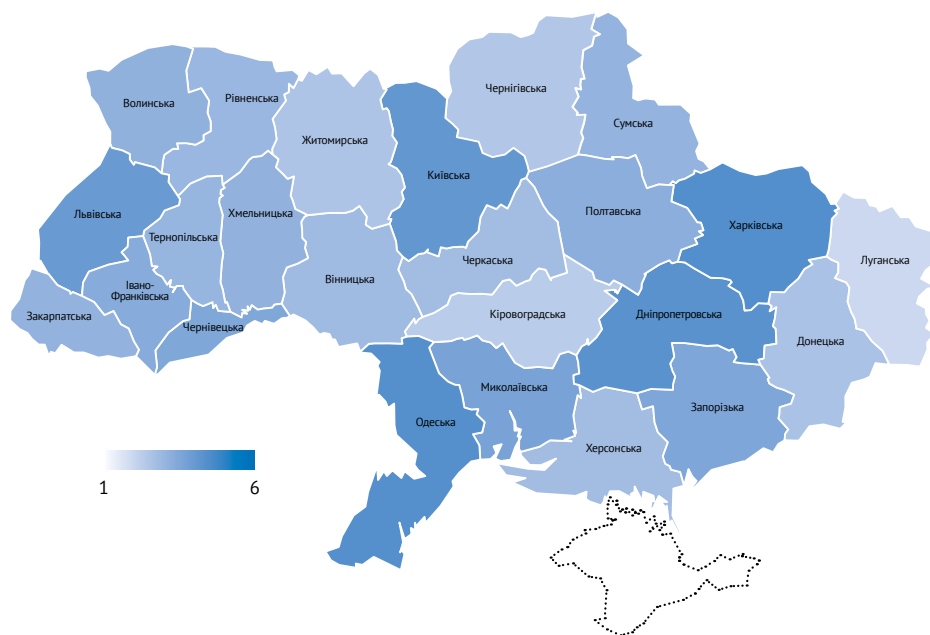 Чернігівська
Волинська
Рівненська
Сумська
Житомирська
Київська
Львівська
Хмельницька
Полтавська
Тернопільська
Харківська
Черкаська
Луганська
Вінницька
Івано-
Франківська
Закарпатська
Кіровоградська
Дніпропетровська
Чернівецька
Донецька
Миколаївська
Запорізька
Одеська
Херсонська
1
6